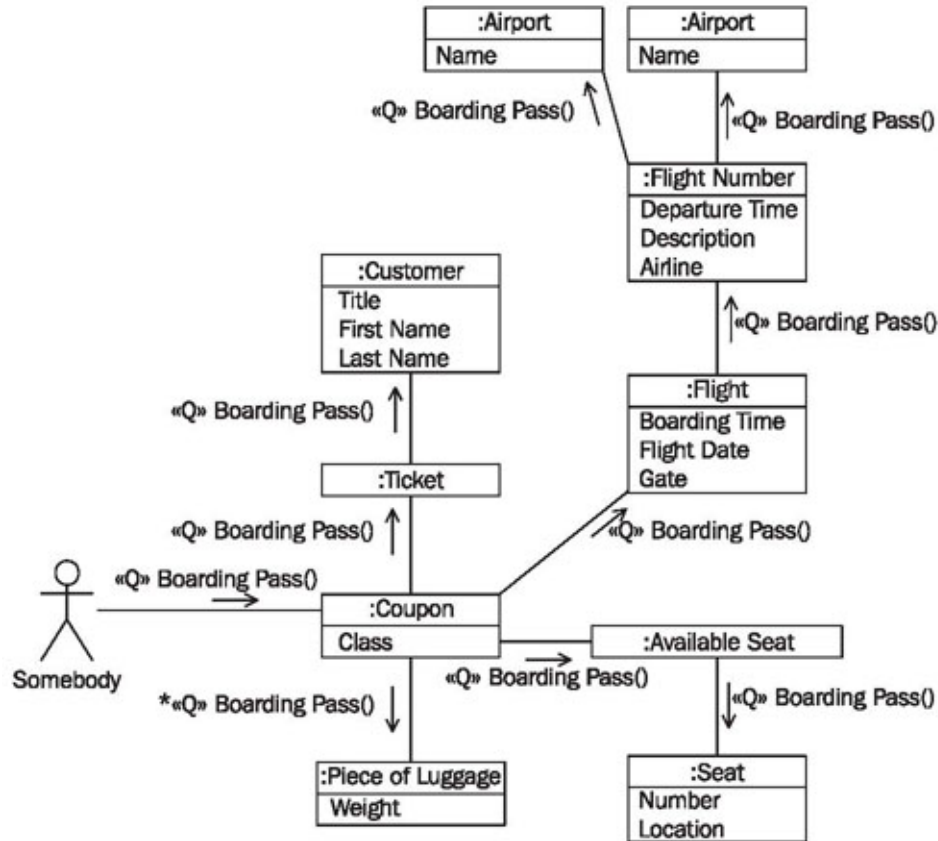 :Airport
Name
:Airport
Name
«Q» Boarding Pass()
«Q» Boarding Pass()
:Flight Number
Departure Time
Description
Airline
:Customer
Title
First Name
Last Name
«Q» Boarding Pass()
:Flight
Boarding Time
Flight Date
Gate
«Q» Boarding Pass()
:Ticket
«Q» Boarding Pass()
«Q» Boarding Pass()
«Q» Boarding Pass()
:Coupon
Class
:Available Seat
«Q» Boarding Pass()
Somebody
*«Q» Boarding Pass()
«Q» Boarding Pass()
:Piece of Luggage
Weight
:Seat
Number
Location